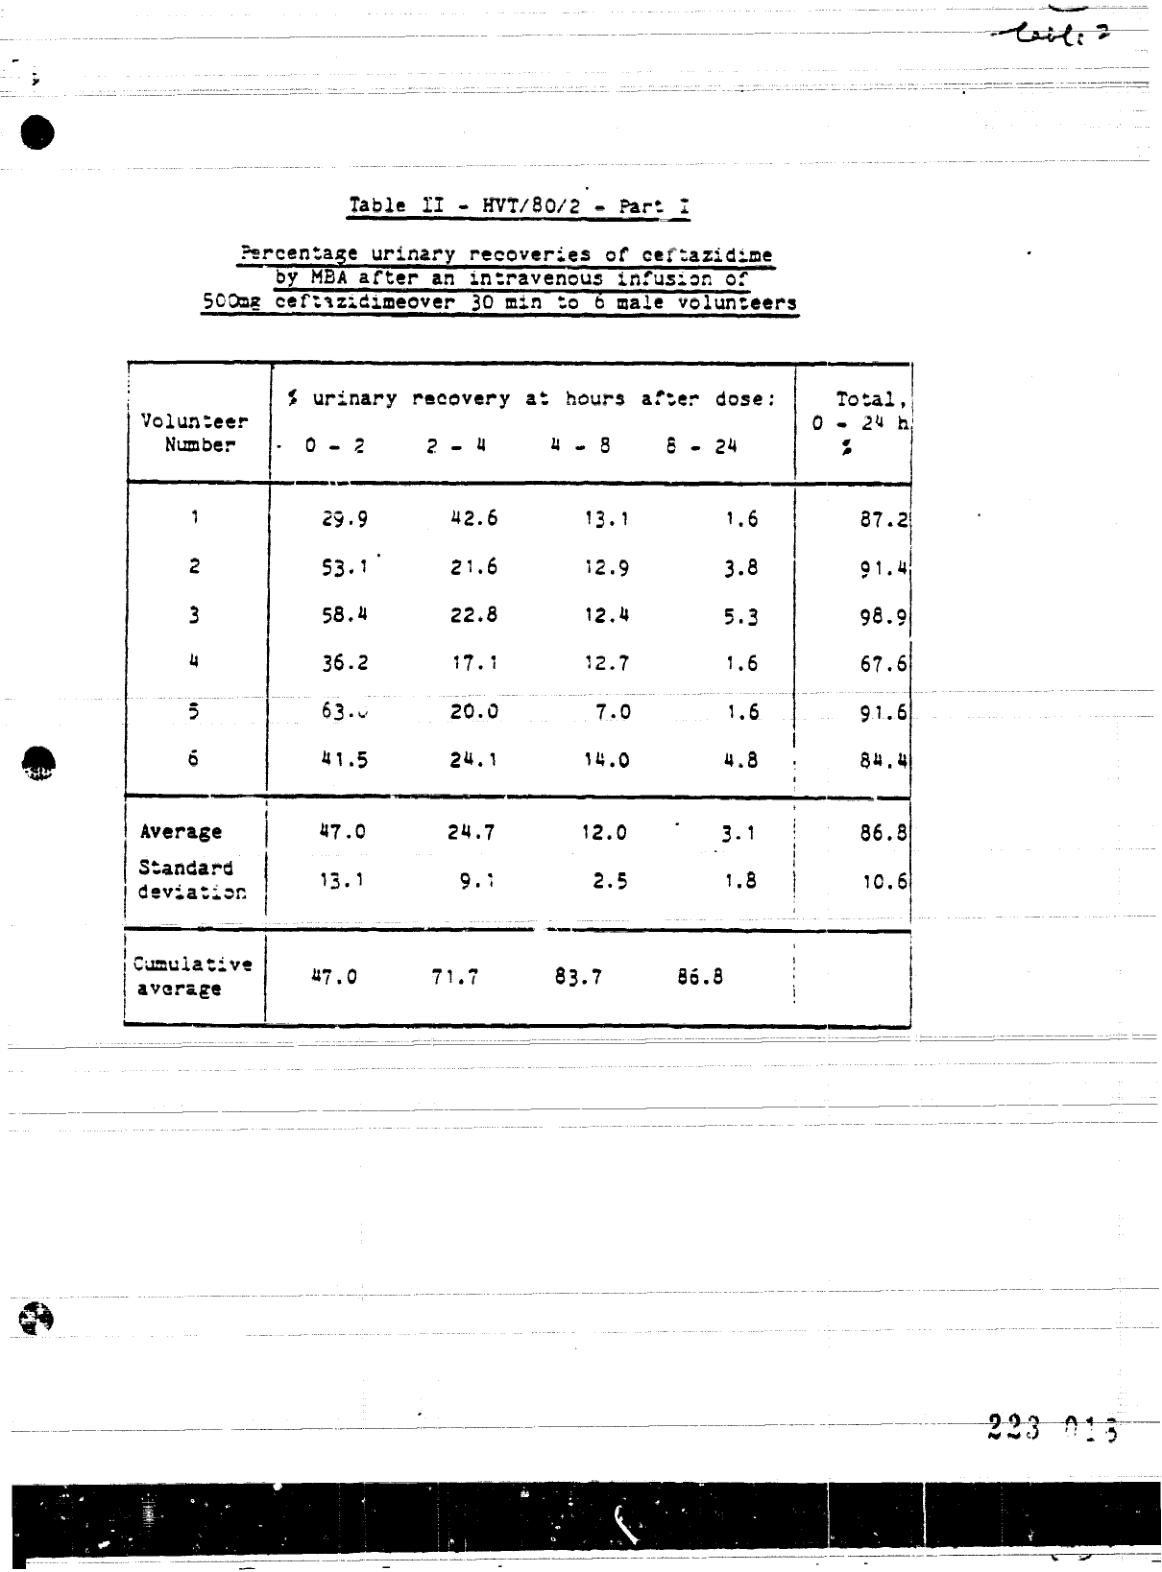 Table II - HVT/80/2 - Part I
Percentage urinary recoveries of ceftazidime
by MBA after an intravenous infusion of
500mg ceftazidimeover 30 min to 6 male volunteers
Volunteer Number % urinary recovery at hours after dose: Total, 0 - 24 h %
0 - 2 2 - 4 4 - 8 8 - 24
1 29.9 42.6 13.1 1.6 87.2
2 53.1 21.6 12.9 3.8 91.4
3 58.4 22.8 12.4 5.3 98.9
4 36.2 17.1 12.7 1.6 67.6
5 20.0 7.0 1.6 91.6
6 41.5 24.1 14.0 4.8 84.4
Average 47.0 24.7 12.0 3.1 86.8
Standard deviation 13.1 9.1 2.5 1.8 10.6
Cumulative average 47.0 71.7 83.7 86.8
223